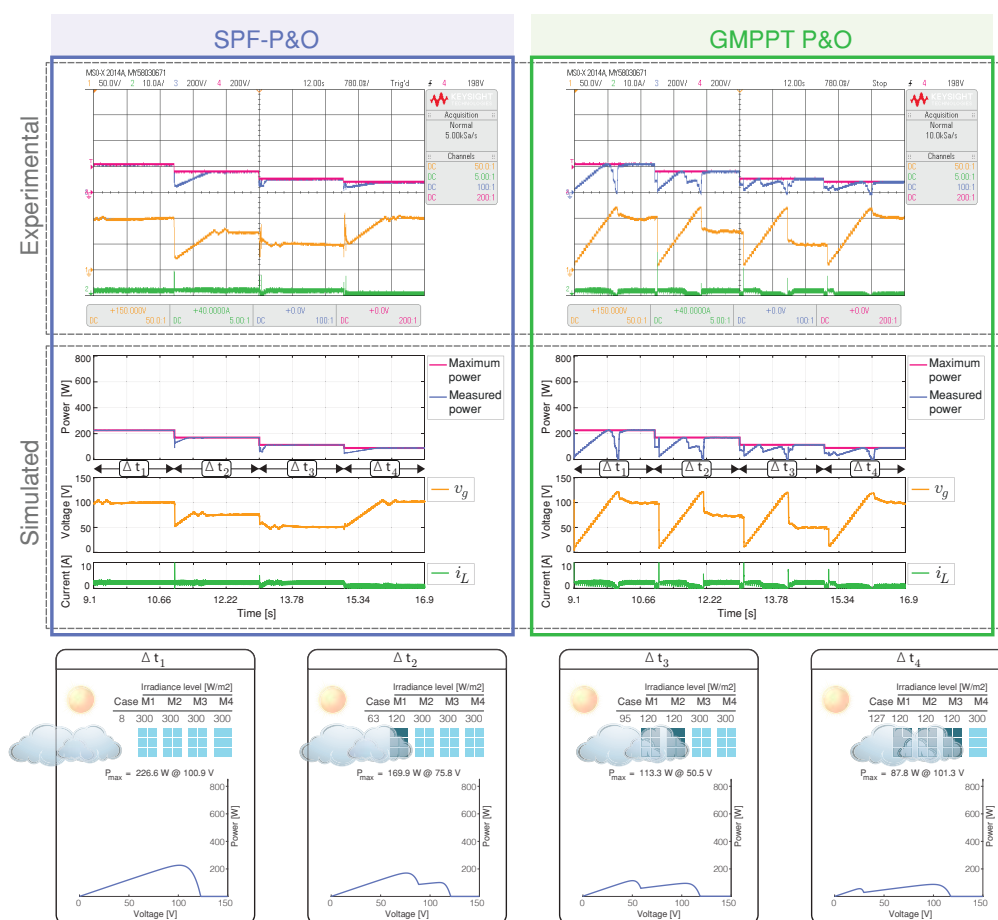 SPF-P&O
GMPPT P&O
Experimental
MSO-X 2014A, MY58030671
1 50.0V/ 2 10.0A/ 3 200V/ 4 200V/ 12.00s 780.0%/ Trig'd 4 198V
KEYSIGHT
Acquisition
Normal
5.00kSa/s
Channels
DC 50.0:1
DC 5.00:1
DC 100:1
DC 200:1
+150.000V +40.0000A +0.0V +0.0V
DC 50.0:1 DC 5.00:1 DC 100:1 DC 200:1
MSO-X 2014A, MY58030671
1 50.0V/ 2 10.0A/ 3 200V/ 4 200V/ 12.00s 780.0%/ Stop 4 198V
KEYSIGHT
Acquisition
Normal
10.0kSa/s
Channels
DC 50.0:1
DC 5.00:1
DC 100:1
DC 200:1
+150.000V +40.0000A +0.0V +0.0V
DC 50.0:1 DC 5.00:1 DC 100:1 DC 200:1
Simulated
Power [W]
800
600
400
200
0
Maximum power
Measured power
Δ t1 Δ t2 Δ t3 Δ t4
Voltage [V]
150
100
50
0
vg
Current [A]
10
0
iL
9.1 10.66 12.22 13.78 15.34 16.9
Time [s]
Power [W]
800
600
400
200
0
Maximum power
Measured power
Δ t1 Δ t2 Δ t3 Δ t4
Voltage [V]
150
100
50
0
vg
Current [A]
10
0
iL
9.1 10.66 12.22 13.78 15.34 16.9
Time [s]
Δ t1
Irradiance level [W/m2]
Case M1 M2 M3 M4
8 300 300 300 300
Pmax = 226.6 W @ 100.9 V
800
600
400
200
Power [W]
0 50 100 150
Voltage [V]
Δ t2
Irradiance level [W/m2]
Case M1 M2 M3 M4
63 120 300 300 300
Pmax = 169.9 W @ 75.8 V
800
600
400
200
Power [W]
0 50 100 150
Voltage [V]
Δ t3
Irradiance level [W/m2]
Case M1 M2 M3 M4
95 120 120 300 300
Pmax = 113.3 W @ 50.5 V
800
600
400
200
Power [W]
0 50 100 150
Voltage [V]
Δ t4
Irradiance level [W/m2]
Case M1 M2 M3 M4
127 120 120 120 300
Pmax = 87.8 W @ 101.3 V
800
600
400
200
Power [W]
0 50 100 150
Voltage [V]